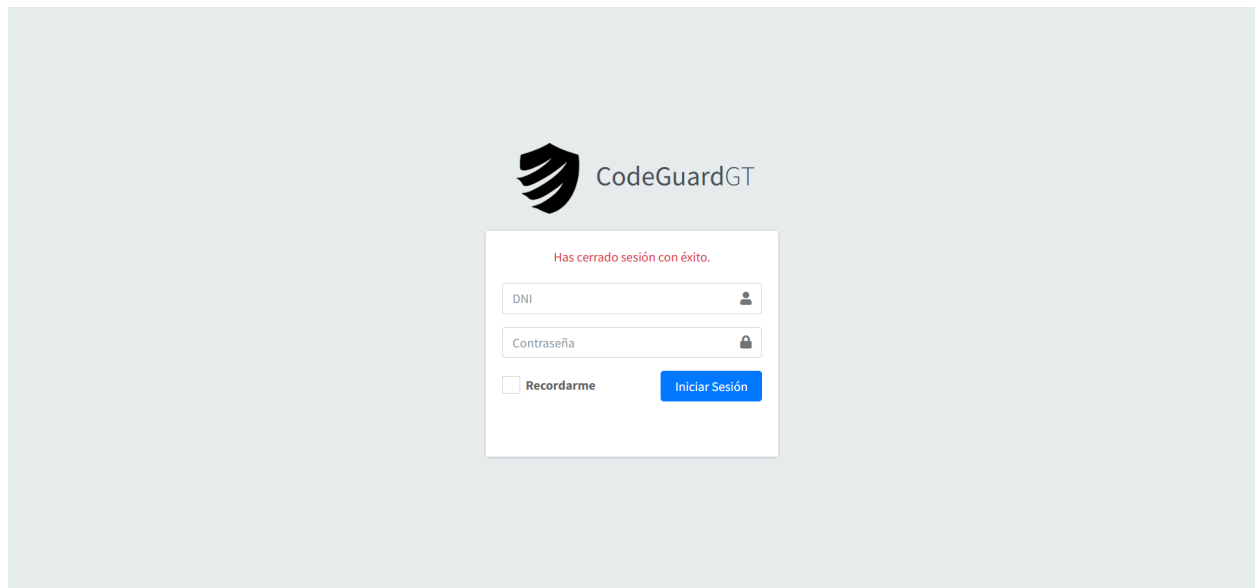 CodeGuardGT
Has cerrado sesión con éxito.
DNI
Contraseña
Recordarme
Iniciar Sesión